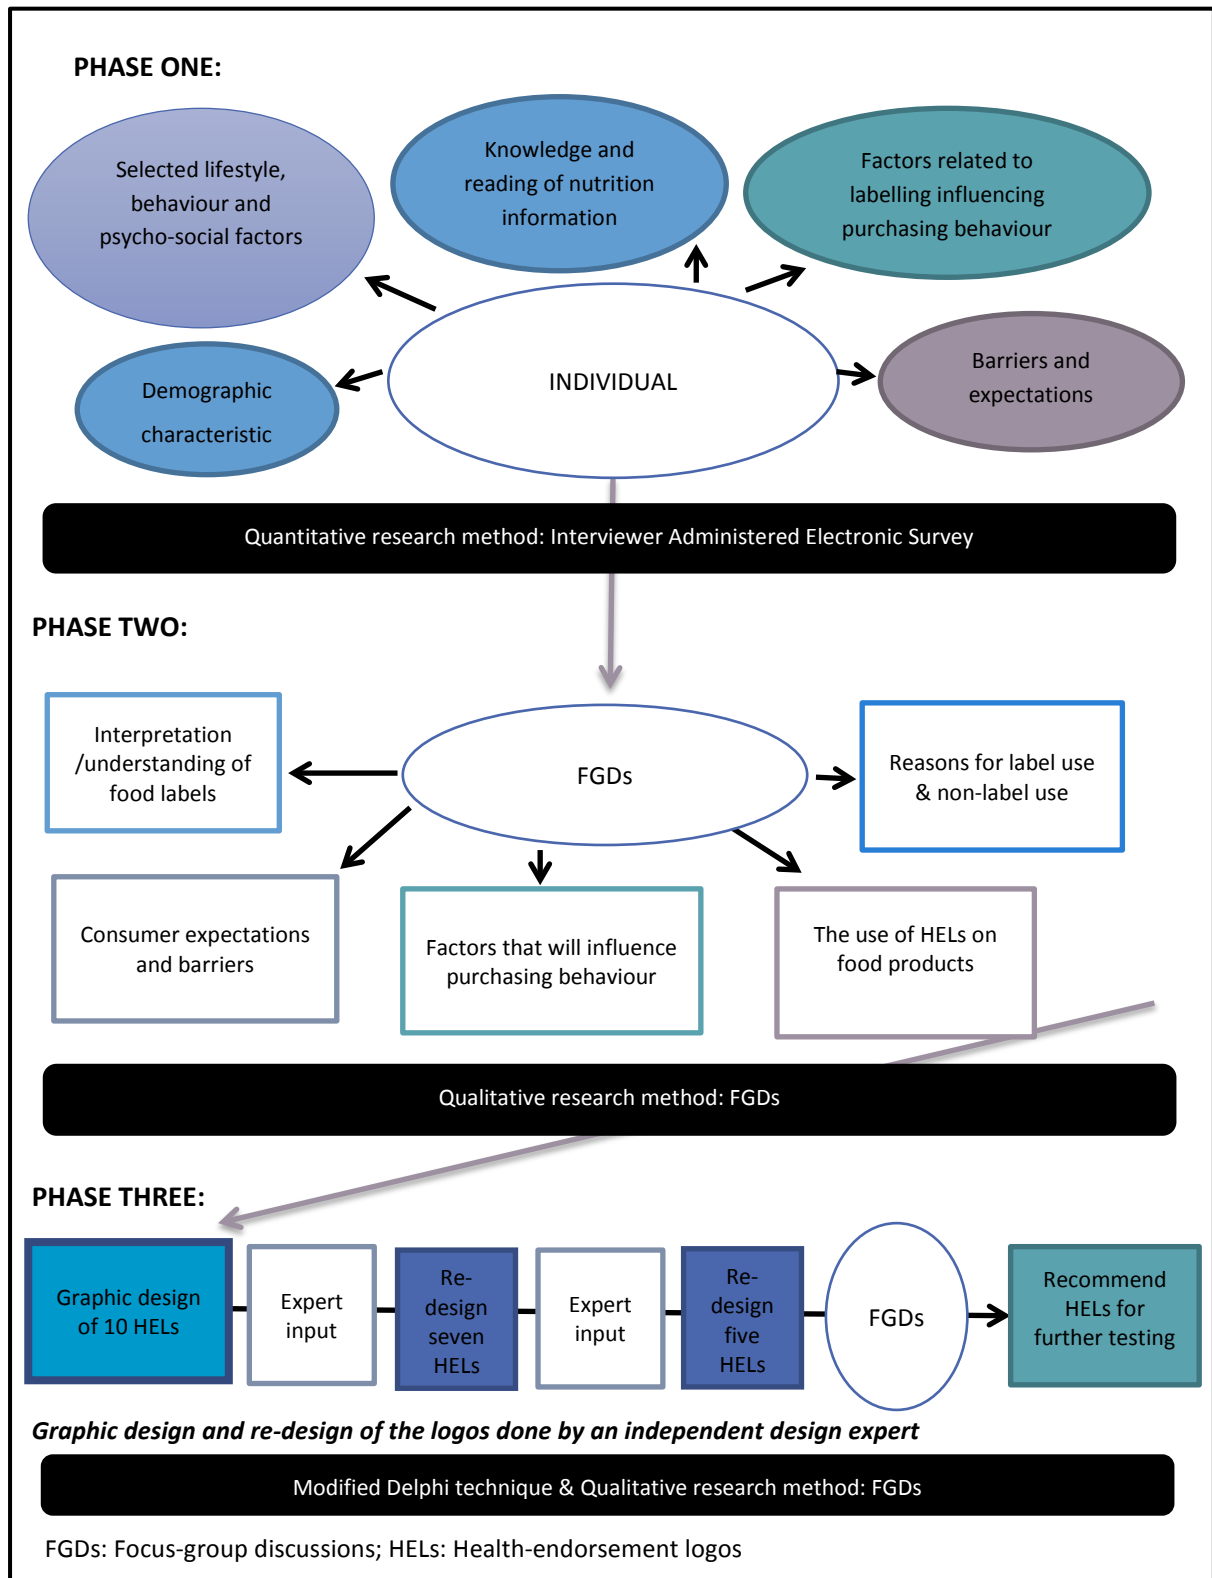 PHASE ONE:
Selected lifestyle,
behaviour and
psycho-social factors
Knowledge and
reading of nutrition
information
Factors related to
labelling influencing
purchasing behaviour
Demographic
characteristic
INDIVIDUAL
Barriers and
expectations
Quantitative research method: Interviewer Administered Electronic Survey
PHASE TWO:
Interpretation
/understanding of
food labels
FGDs
Reasons for label use
& non-label use
Consumer expectations
and barriers
Factors that will influence
purchasing behaviour
The use of HELs on
food products
Qualitative research method: FGDs
PHASE THREE:
Graphic design
of 10 HELs
Expert
input
Re-
design
seven
HELs
Expert
input
Re-
design
five
HELs
FGDs
Recommend
HELs for
further testing
Graphic design and re-design of the logos done by an independent design expert
Modified Delphi technique & Qualitative research method: FGDs
FGDs: Focus-group discussions; HELs: Health-endorsement logos